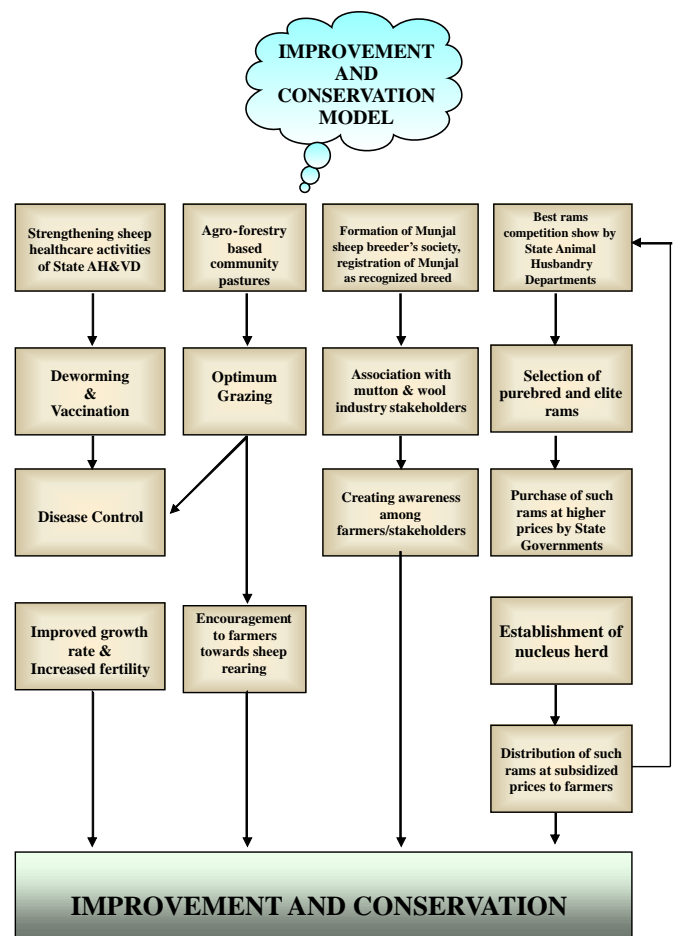 IMPROVEMENT
AND
CONSERVATION
MODEL
Strengthening sheep
healthcare activities
of State AH&VD
Agro-forestry
based
community
pastures
Formation of Munjal
sheep breeder's society,
registration of Munjal
as recognized breed
Best rams
competition show by
State Animal
Husbandry
Departments
Deworming
&
Vaccination
Optimum
Grazing
Association with
mutton & wool
industry stakeholders
Selection of
purebred and elite
rams
Disease Control
Creating awareness
among
farmers/stakeholders
Purchase of such
rams at higher
prices by State
Governments
Improved growth
rate &
Increased fertility
Encouragement
to farmers
towards sheep
rearing
Establishment of
nucleus herd
Distribution of such
rams at subsidized
prices to farmers
IMPROVEMENT AND CONSERVATION